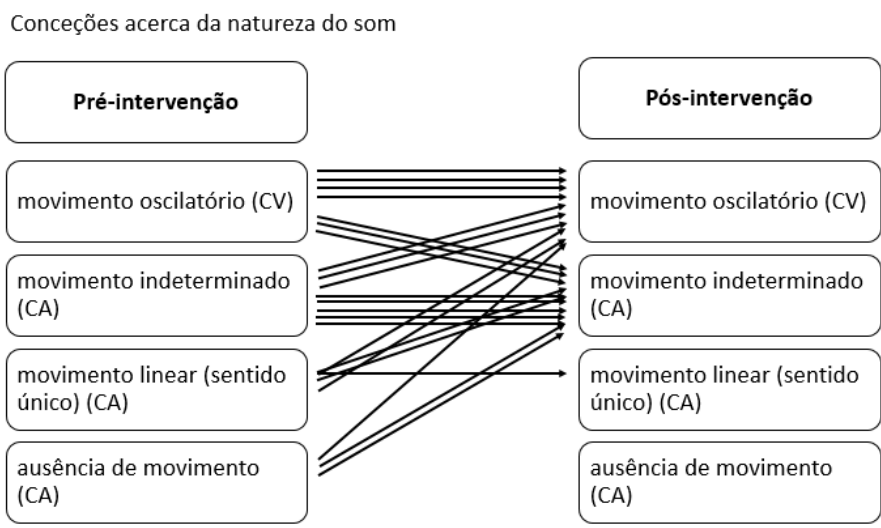 Conceções acerca da natureza do som
Pré-intervenção
Pós-intervenção
movimento oscilatório (CV)
movimento oscilatório (CV)
movimento indeterminado
(CA)
movimento indeterminado
(CA)
movimento linear (sentido
único) (CA)
movimento linear (sentido
único) (CA)
ausência de movimento
(CA)
ausência de movimento
(CA)